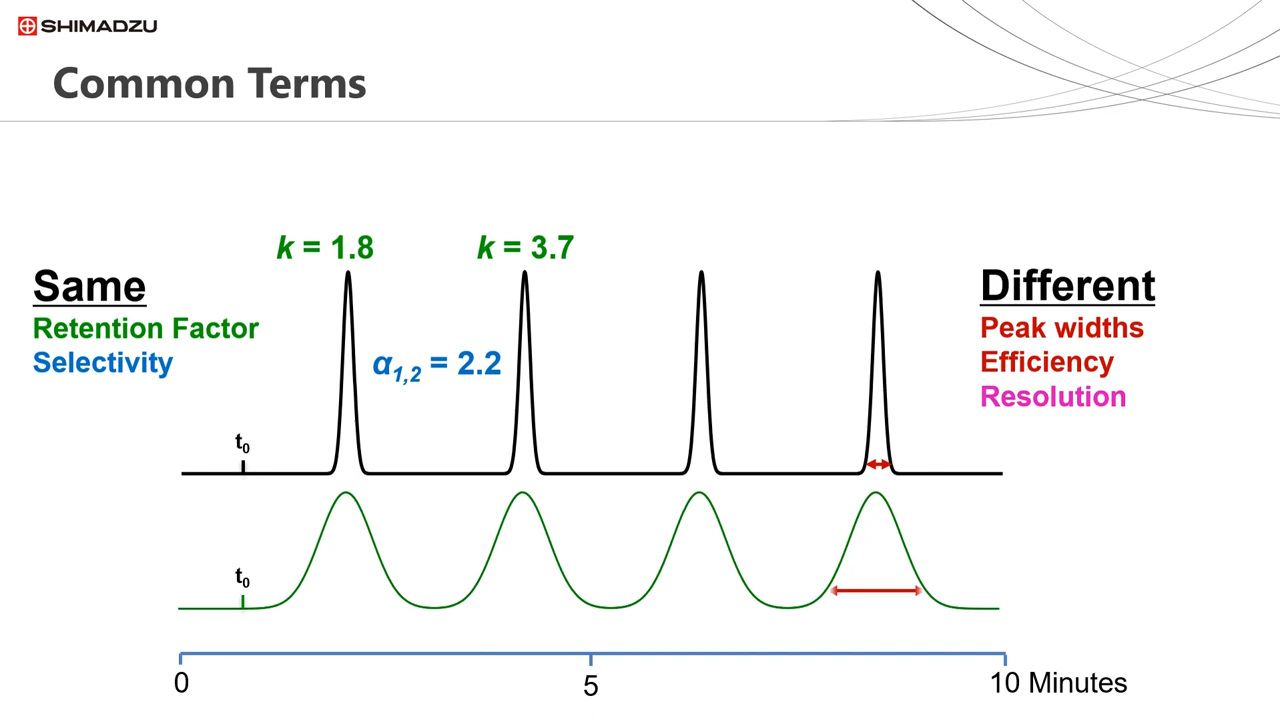 SHIMADZU
Common Terms
k = 1.8
k = 3.7
Same
Retention Factor
Selectivity
α1,2 = 2.2
Different
Peak widths
Efficiency
Resolution
t0
t0
0
5
10 Minutes